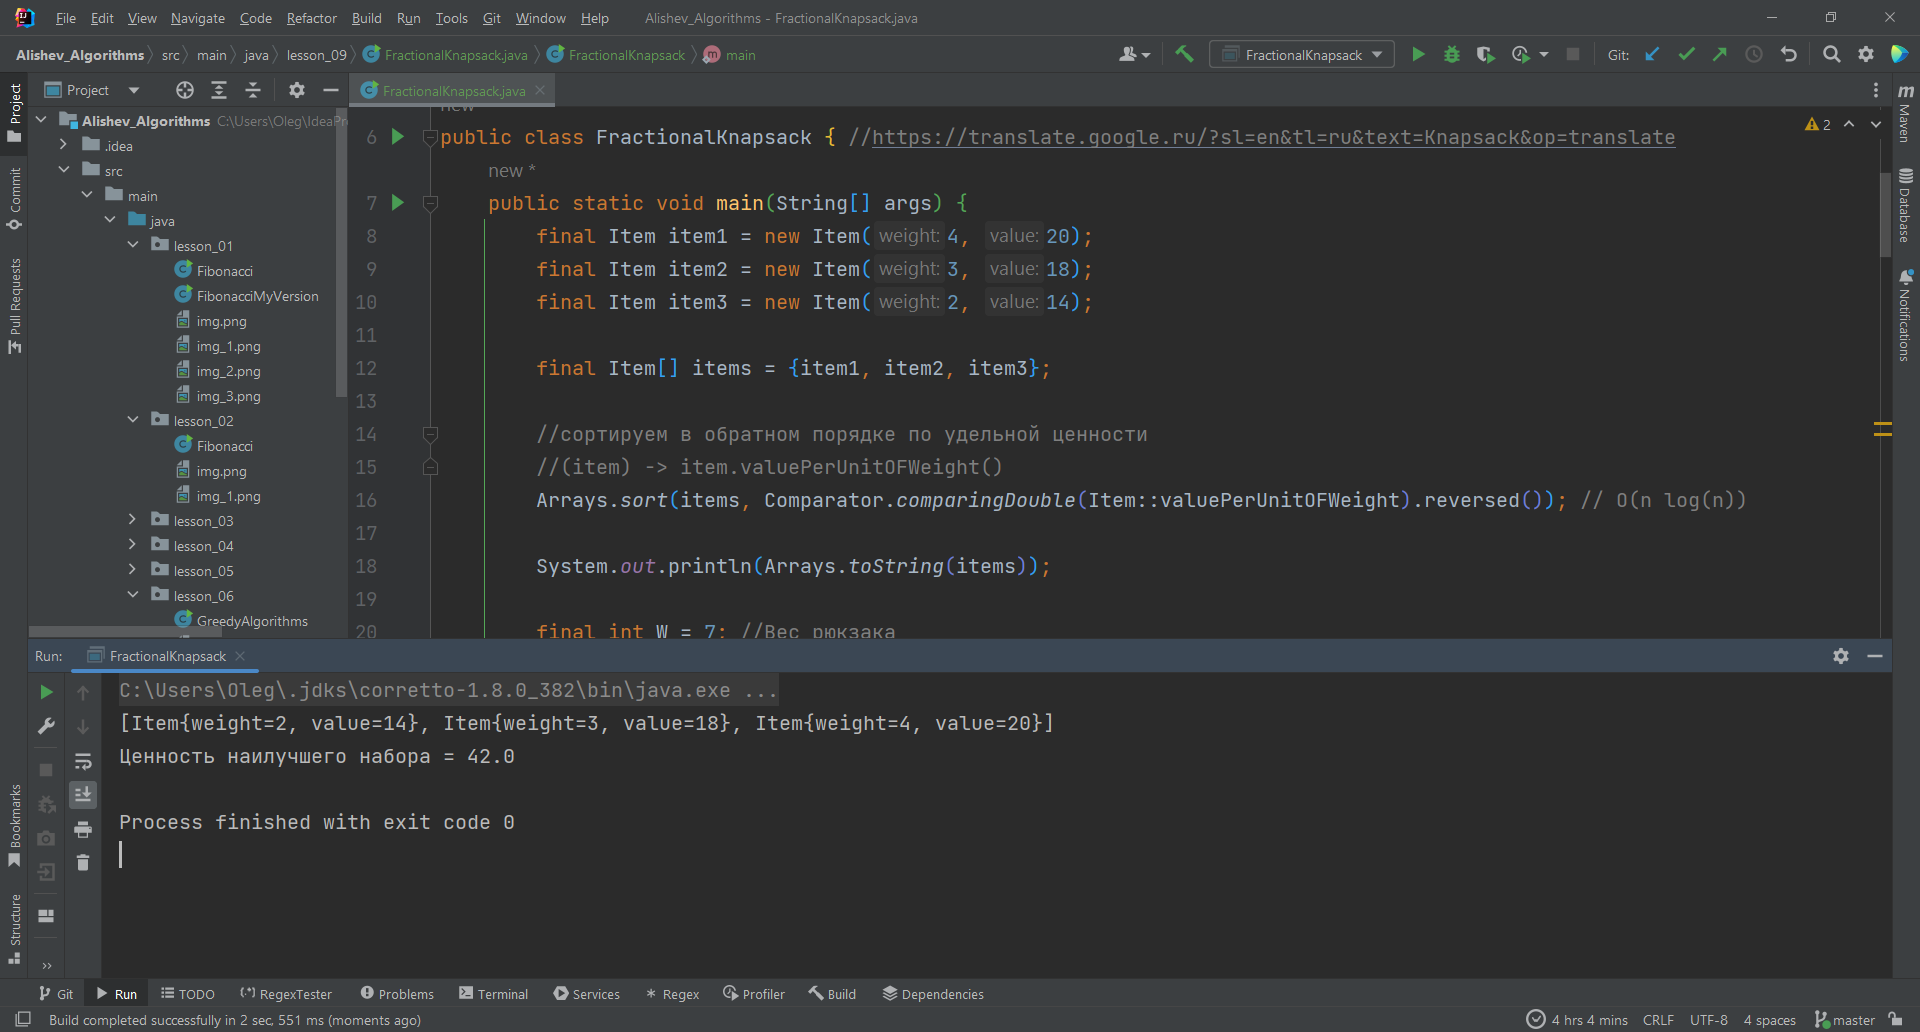 File Edit View Navigate Code Refactor Build Run Tools Git Window Help Alishev_Algorithms - FractionalKnapsack.java
Alishev_Algorithms src main java lesson_09 FractionalKnapsack.java FractionalKnapsack main FractionalKnapsack Git:
Project FractionalKnapsack.java
Alishev_Algorithms C:\Users\Oleg\IdeaPr
.idea
src
main
java
lesson_01
Fibonacci
FibonacciMyVersion
img.png
img_1.png
img_2.png
img_3.png
lesson_02
Fibonacci
img.png
img_1.png
lesson_03
lesson_04
lesson_05
lesson_06
GreedyAlgorithms
Project
Commit
Pull Requests
Bookmarks
Structure
new
6 public class FractionalKnapsack { //https://translate.google.ru/?sl=en&tl=ru&text=Knapsack&op=translate
new *
7 public static void main(String[] args) {
8 final Item item1 = new Item( weight: 4, value: 20);
9 final Item item2 = new Item( weight: 3, value: 18);
10 final Item item3 = new Item( weight: 2, value: 14);
11
12 final Item[] items = {item1, item2, item3};
13
14 //сортируем в обратном порядке по удельной ценности
15 //(item) -> item.valuePerUnitOFWeight()
16 Arrays.sort(items, Comparator.comparingDouble(Item::valuePerUnitOFWeight).reversed()); // O(n log(n))
17
18 System.out.println(Arrays.toString(items));
19
20 final int W = 7; //Вес рюкзака
2
m Maven
Database
Notifications
Run: FractionalKnapsack
C:\Users\Oleg\.jdks\corretto-1.8.0_382\bin\java.exe ...
[Item{weight=2, value=14}, Item{weight=3, value=18}, Item{weight=4, value=20}]
Ценность наилучшего набора = 42.0
Process finished with exit code 0
Git Run TODO RegexTester Problems Terminal Services Regex Profiler Build Dependencies
Build completed successfully in 2 sec, 551 ms (moments ago) 4 hrs 4 mins CRLF UTF-8 4 spaces master